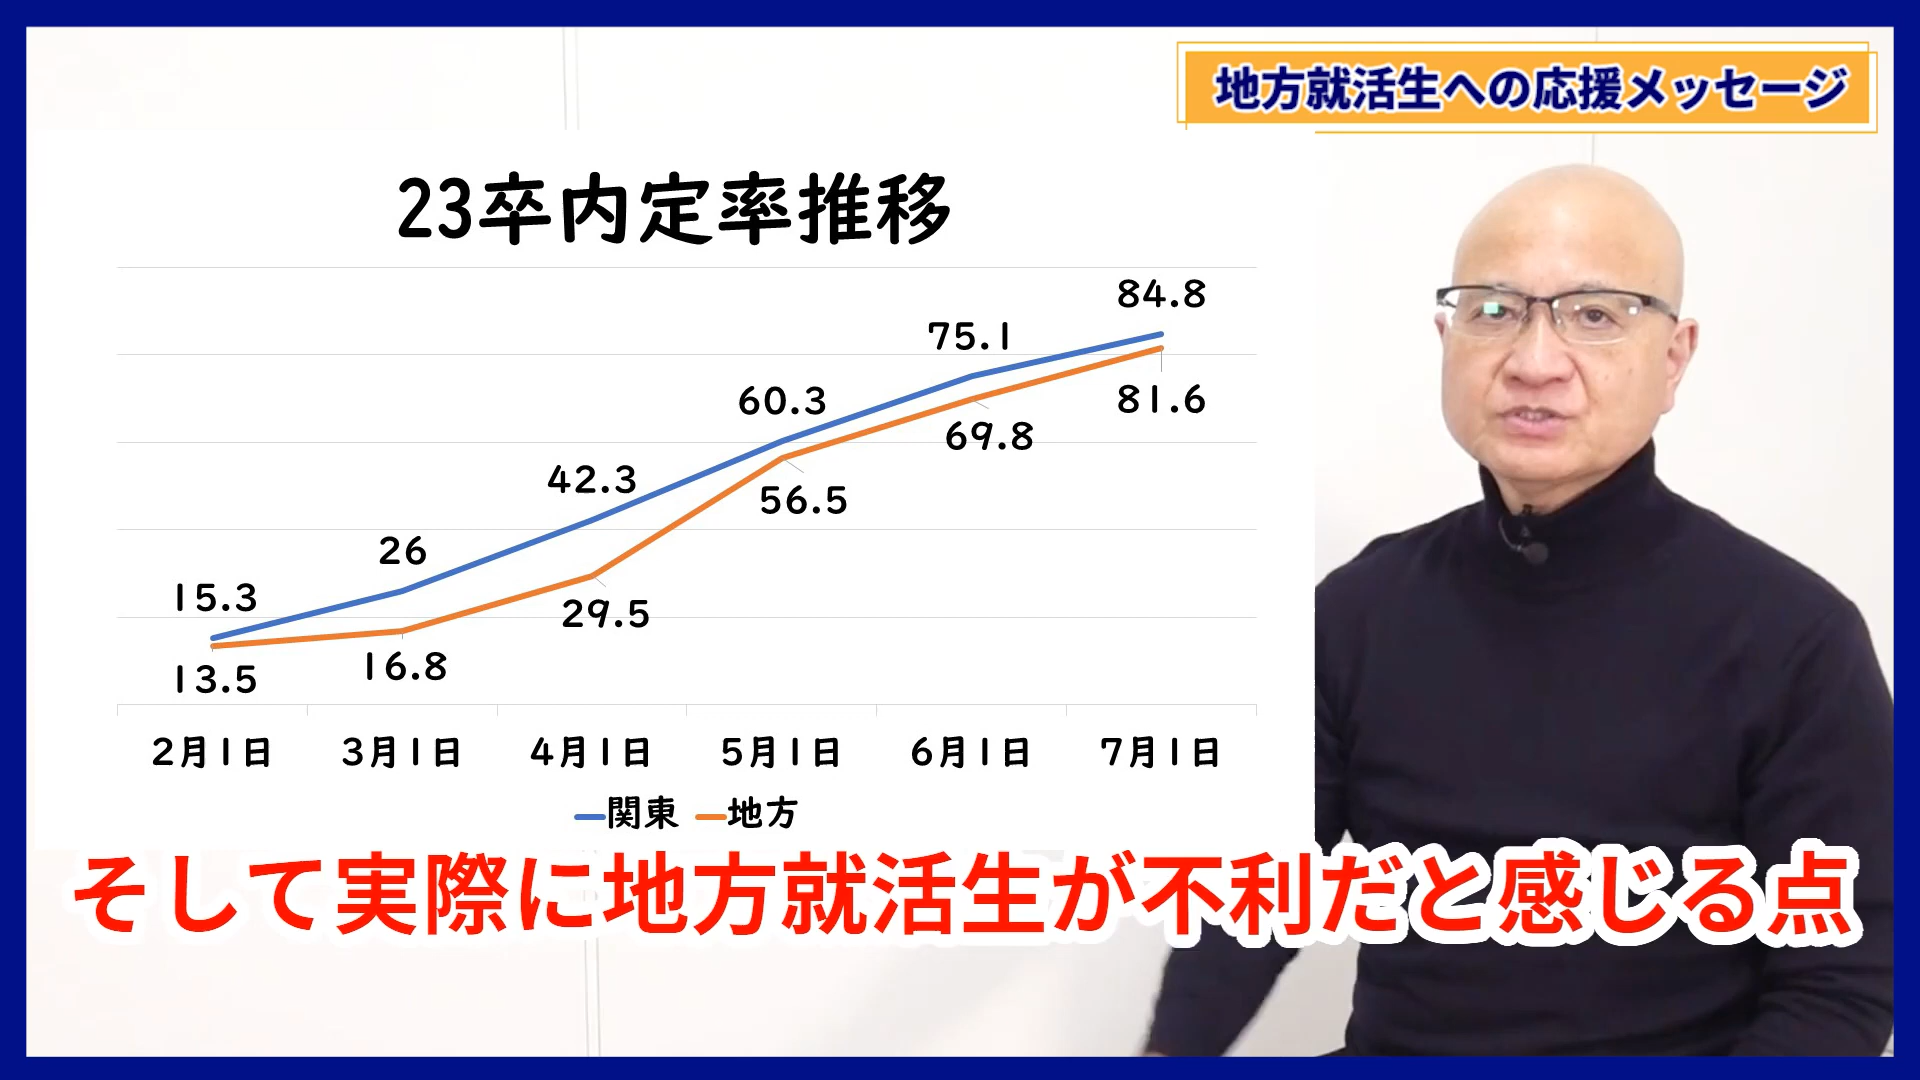 地方就活生への応援メッセージ
23卒内定率推移
84.8
75.1
60.3
81.6
69.8
42.3
56.5
26
29.5
15.3
16.8
13.5
2月1日 3月1日 4月1日 5月1日 6月1日 7月1日
関東 地方
そして実際に地方就活生が不利だと感じる点